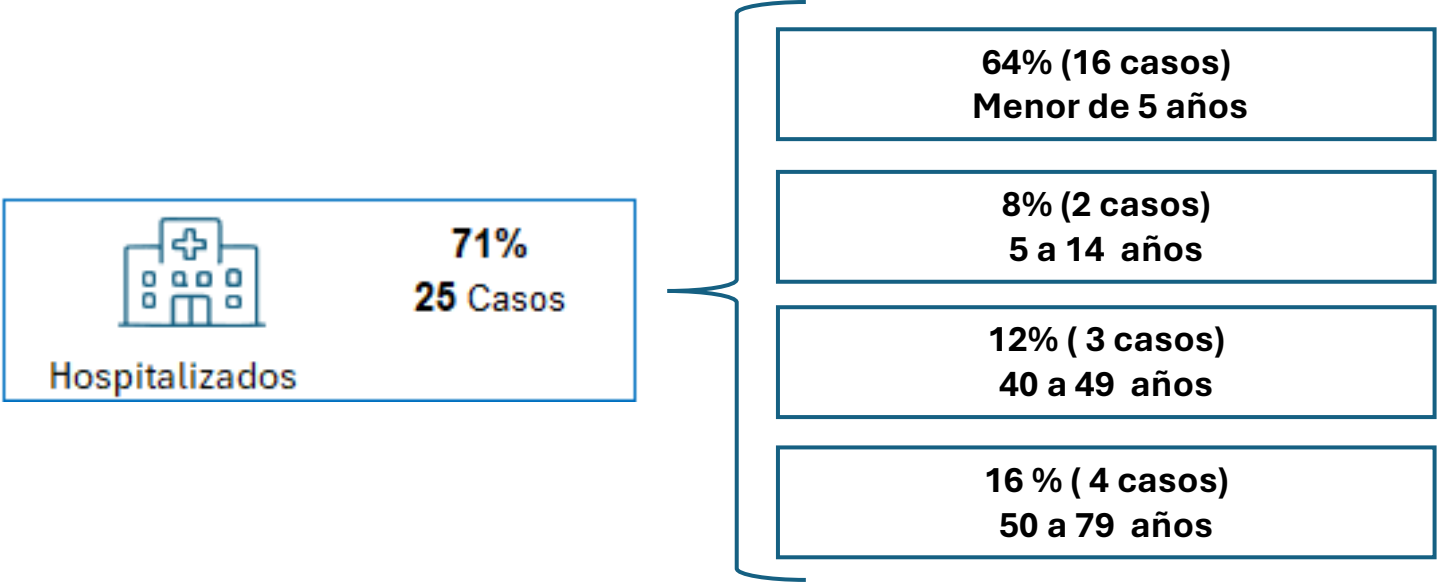 71%
25 Casos
Hospitalizados
64% (16 casos)
Menor de 5 años
8% (2 casos)
5 a 14  años
12% ( 3 casos)
40 a 49  años
16 % ( 4 casos)
50 a 79  años